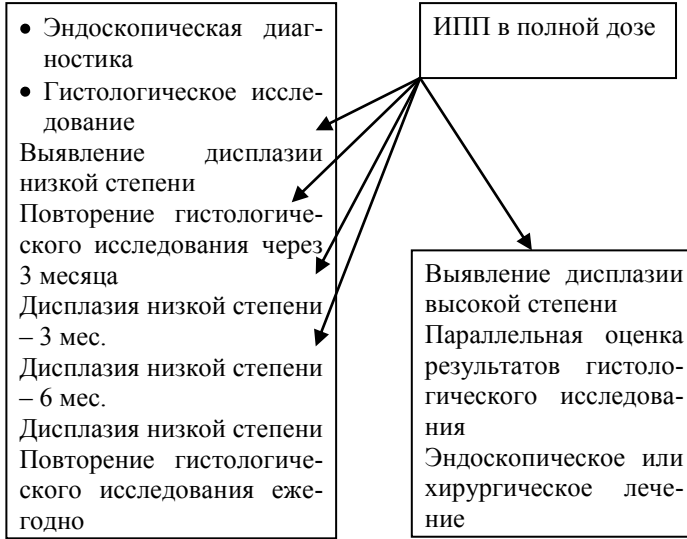 • Эндоскопическая диаг-
ностика
• Гистологическое иссле-
дование
Выявление дисплазии
низкой степени
Повторение гистологиче-
ского исследования через
3 месяца
Дисплазия низкой степени
– 3 мес.
Дисплазия низкой степени
– 6 мес.
Дисплазия низкой степени
Повторение гистологиче-
ского исследования еже-
годно
ИПП в полной дозе
Выявление дисплазии
высокой степени
Параллельная оценка
результатов гистоло-
гического исследова-
ния
Эндоскопическое или
хирургическое лече-
ние